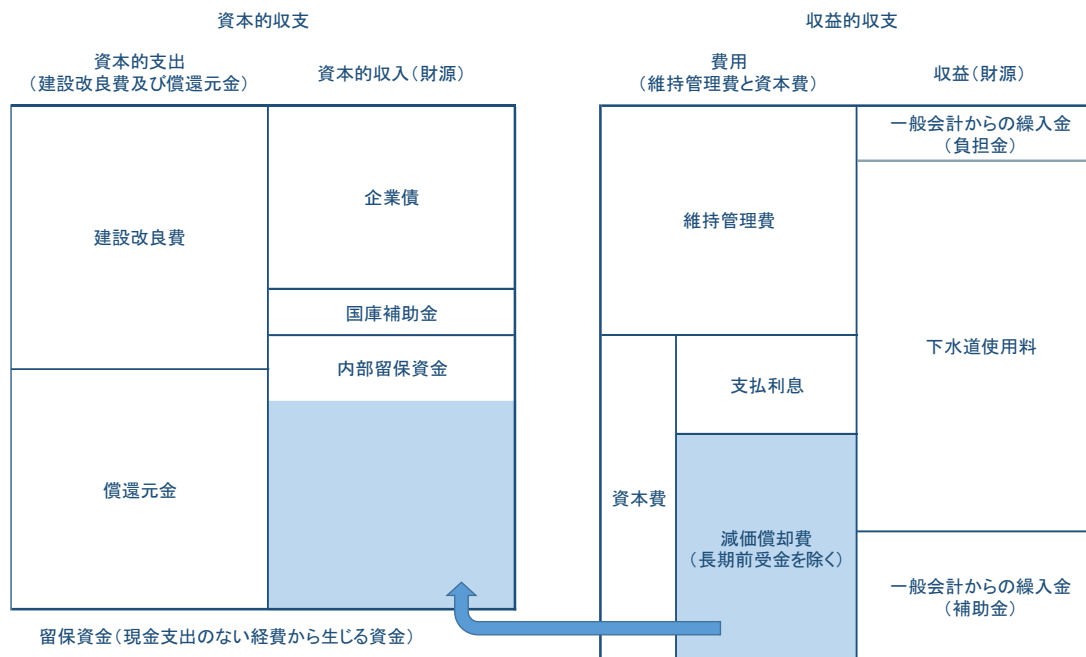 資本的収支
収益的収支
資本的支出
（建設改良費及び償還元金）
資本的収入（財源）
費用
（維持管理費と資本費）
収益（財源）
建設改良費
償還元金
企業債
国庫補助金
内部留保資金
維持管理費
資本費
支払利息
減価償却費
（長期前受金を除く）
一般会計からの繰入金
（負担金）
下水道使用料
一般会計からの繰入金
（補助金）
留保資金（現金支出のない経費から生じる資金）